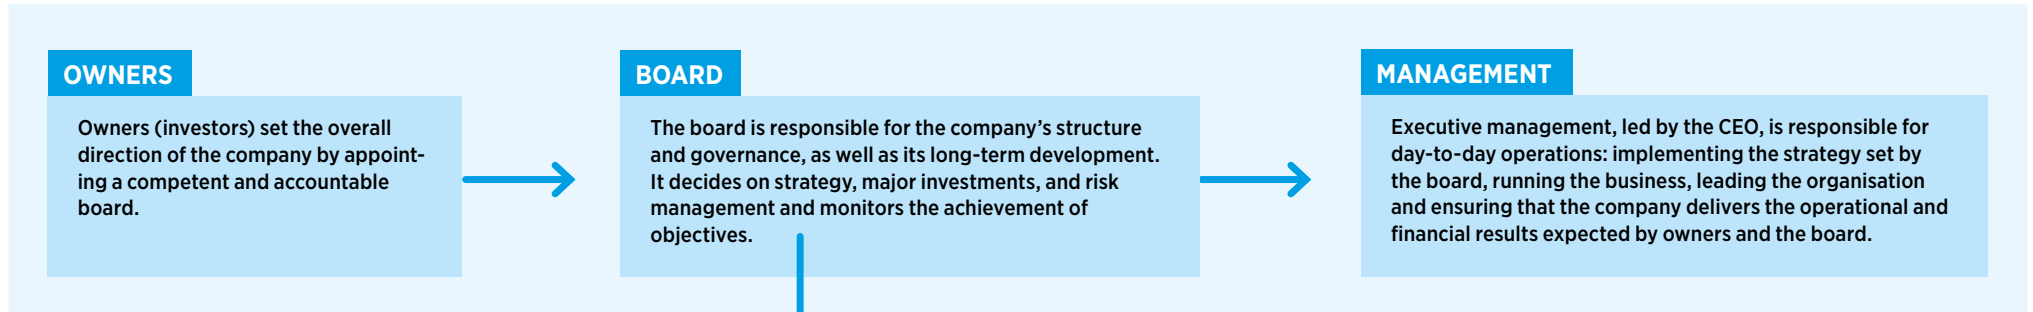 OWNERS
Owners (investors) set the overall
direction of the company by appoint-
ing a competent and accountable
board.
BOARD
The board is responsible for the company’s structure
and governance, as well as its long-term development.
It decides on strategy, major investments, and risk
management and monitors the achievement of
objectives.
MANAGEMENT
Executive management, led by the CEO, is responsible for
day-to-day operations: implementing the strategy set by
the board, running the business, leading the organisation
and ensuring that the company delivers the operational and
financial results expected by owners and the board.